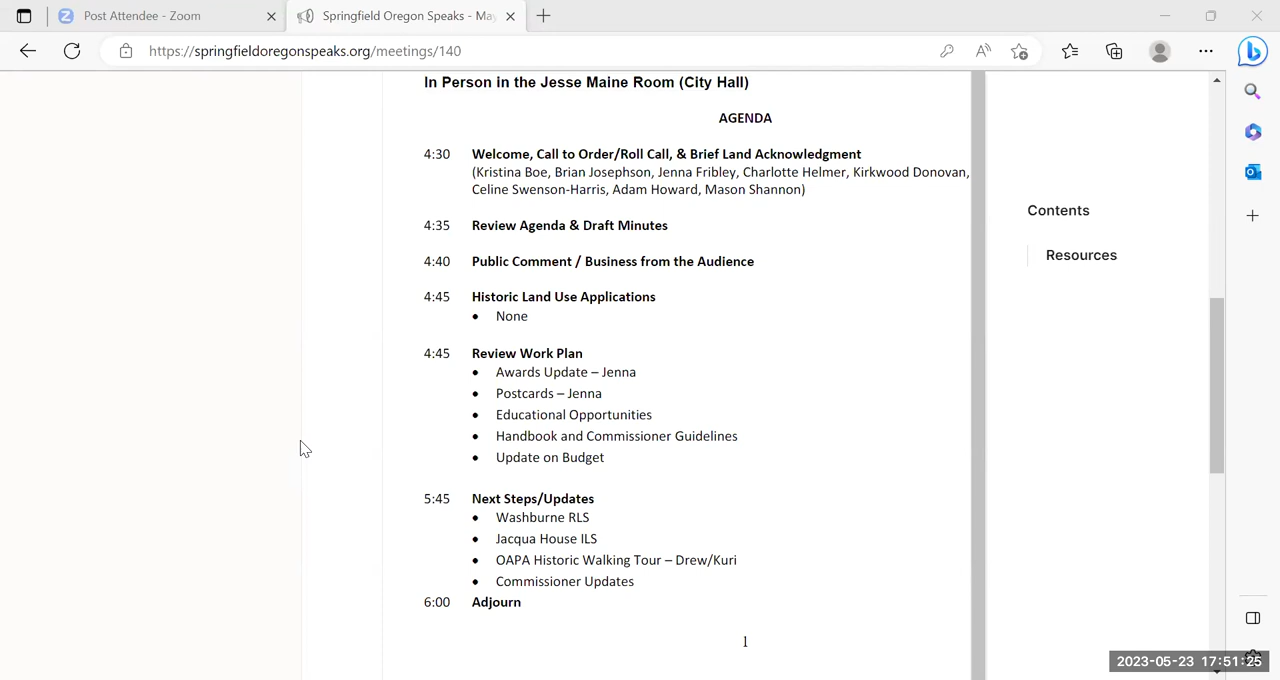 Post Attendee - Zoom
Springfield Oregon Speaks - May
https://springfieldoregonspeaks.org/meetings/140
In Person in the Jesse Maine Room (City Hall)
AGENDA
4:30 Welcome, Call to Order/Roll Call, & Brief Land Acknowledgment
(Kristina Boe, Brian Josephson, Jenna Fribley, Charlotte Helmer, Kirkwood Donovan,
Celine Swenson-Harris, Adam Howard, Mason Shannon)
4:35 Review Agenda & Draft Minutes
4:40 Public Comment / Business from the Audience
4:45 Historic Land Use Applications
• None
4:45 Review Work Plan
• Awards Update – Jenna
• Postcards – Jenna
• Educational Opportunities
• Handbook and Commissioner Guidelines
• Update on Budget
5:45 Next Steps/Updates
• Washburne RLS
• Jacqua House ILS
• OAPA Historic Walking Tour – Drew/Kuri
• Commissioner Updates
6:00 Adjourn
1
Contents
Resources
2023-05-23 17:51:25